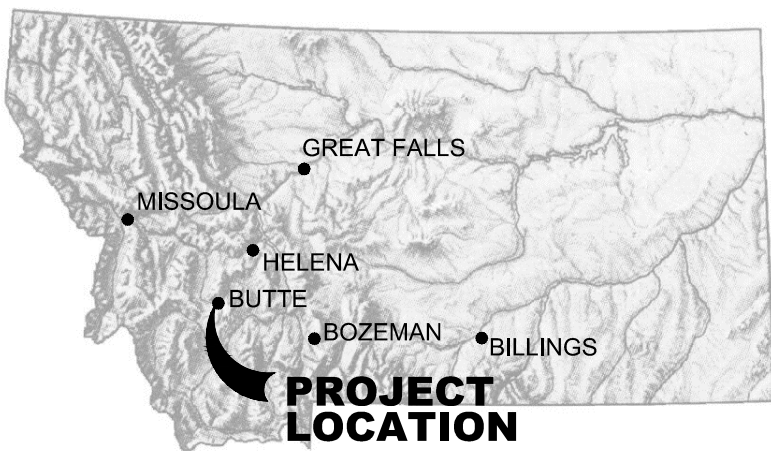 GREAT FALLS
MISSOULA
HELENA
BUTTE
BOZEMAN
BILLINGS
PROJECT
LOCATION